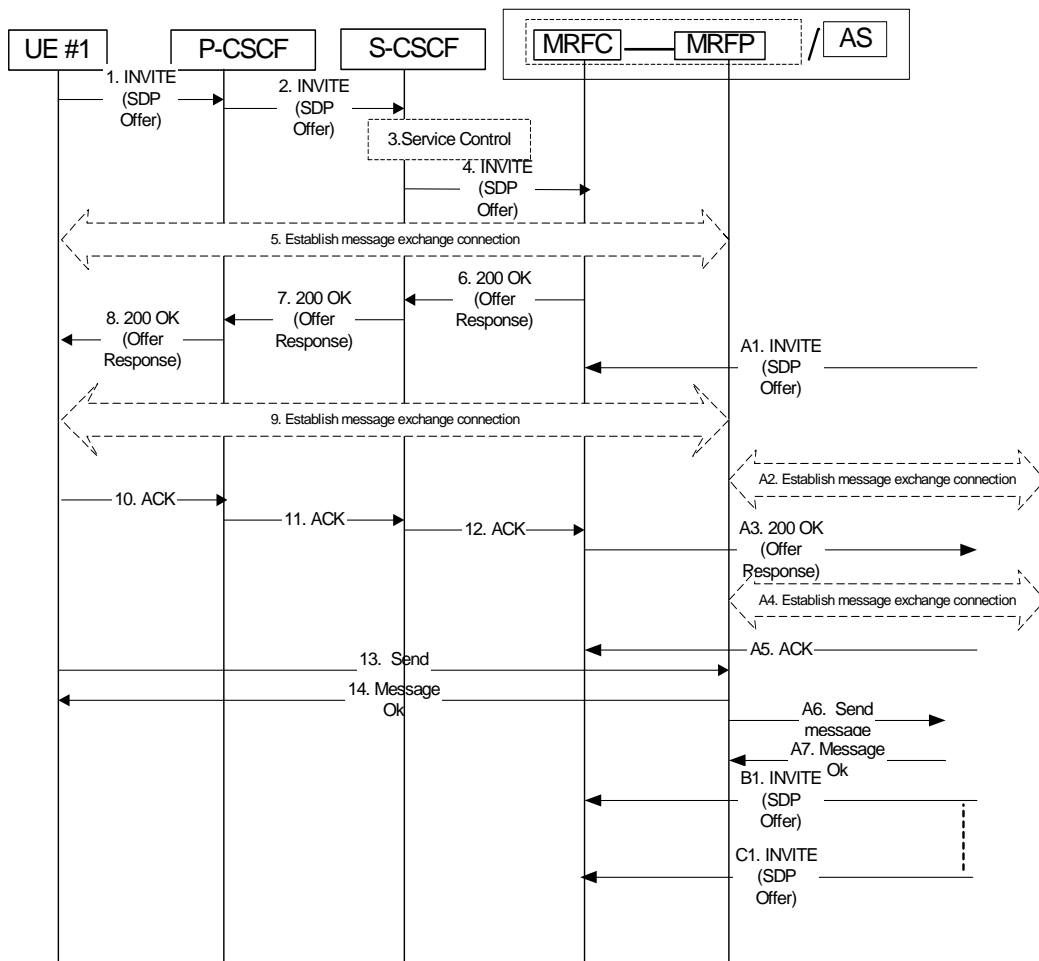 UE #1
P-CSCF
S-CSCF
MRFC
MRFP
/
AS
1. INVITE
(SDP
Offer)
2. INVITE
(SDP
Offer)
3.Service Control
4. INVITE
(SDP
Offer)
5. Establish message exchange connection
6. 200 OK
(Offer
Response)
7. 200 OK
(Offer
Response)
8. 200 OK
(Offer
Response)
A1. INVITE
(SDP
Offer)
9. Establish message exchange connection
A2. Establish message exchange connection
10. ACK
11. ACK
12. ACK
A3. 200 OK
(Offer
Response)
A4. Establish message exchange connection
A5. ACK
13. Send
14. Message
Ok
A6. Send
message
A7. Message
Ok
B1. INVITE
(SDP
Offer)
C1. INVITE
(SDP
Offer)